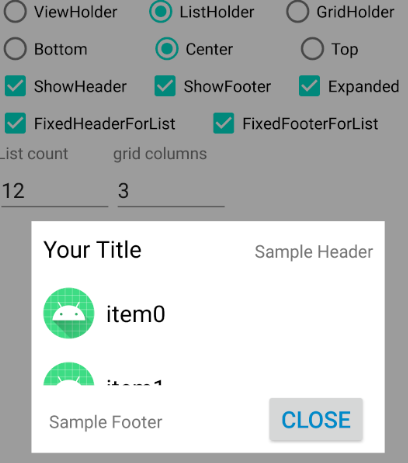 ViewHolder ListHolder GridHolder
Bottom Center Top
ShowHeader ShowFooter Expanded
FixedHeaderForList FixedFooterForList
List count grid columns
12 3
Your Title Sample Header
item0
item1
Sample Footer CLOSE